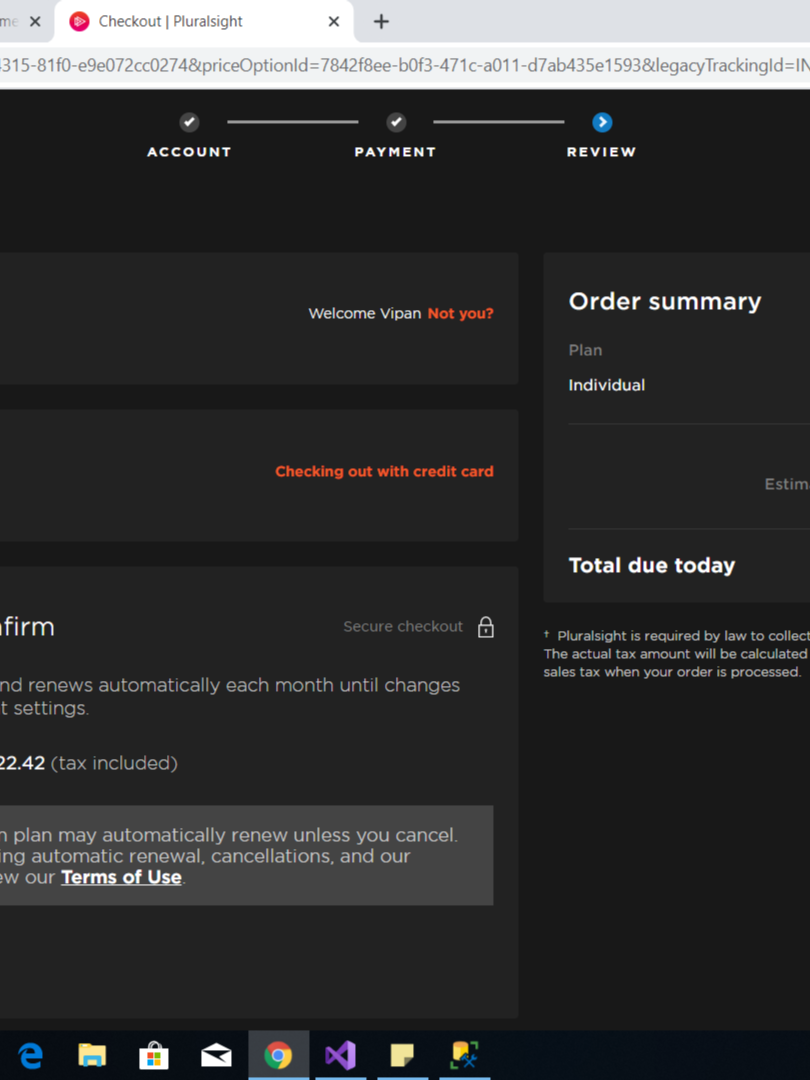 me
Checkout | Pluralsight
4315-81f0-e9e072cc0274&priceOptionId=7842f8ee-b0f3-471c-a011-d7ab435e1593&legacyTrackingId=IN
ACCOUNT PAYMENT REVIEW
Welcome Vipan Not you?
Checking out with credit card
nfirm
Secure checkout
nd renews automatically each month until changes
t settings.
22.42 (tax included)
n plan may automatically renew unless you cancel.
ing automatic renewal, cancellations, and our
ew our Terms of Use.
Order summary
Plan
Individual
Estima
Total due today
† Pluralsight is required by law to collect
The actual tax amount will be calculated
sales tax when your order is processed.